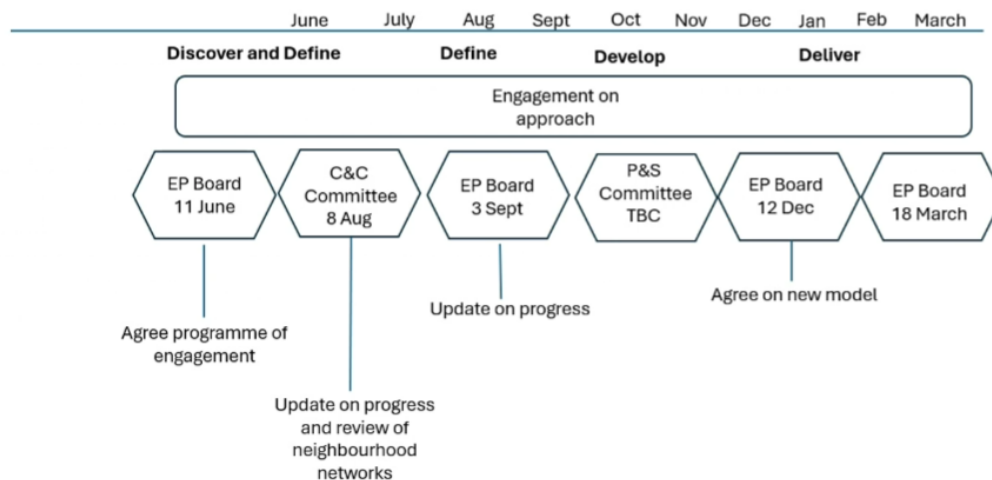 June July Aug Sept Oct Nov Dec Jan Feb March
Discover and Define Define Develop Deliver
Engagement on
approach
EP Board
11 June
C&C
Committee
8 Aug
EP Board
3 Sept
P&S
Committee
TBC
EP Board
12 Dec
EP Board
18 March
Agree programme of
engagement
Update on progress
and review of
neighbourhood
networks
Update on progress
Agree on new model